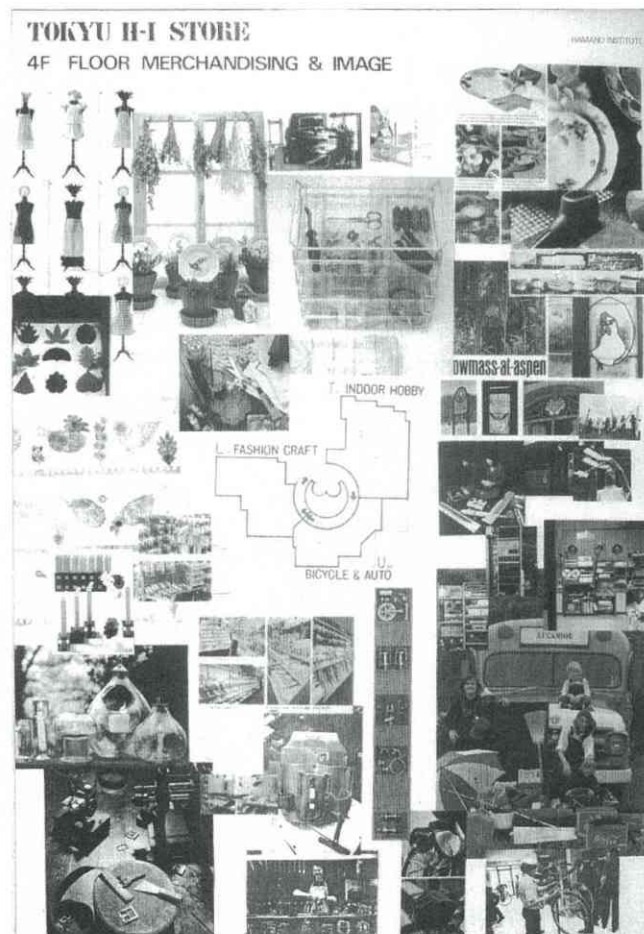 TOKYU H-I STORE
HAMANO INSTITUTE
4F FLOOR MERCHANDISING & IMAGE
owmass-at-aspen
T.. INDOOR HOBBY
L.. FASHION CRAFT
U..
BICYCLE & AUTO